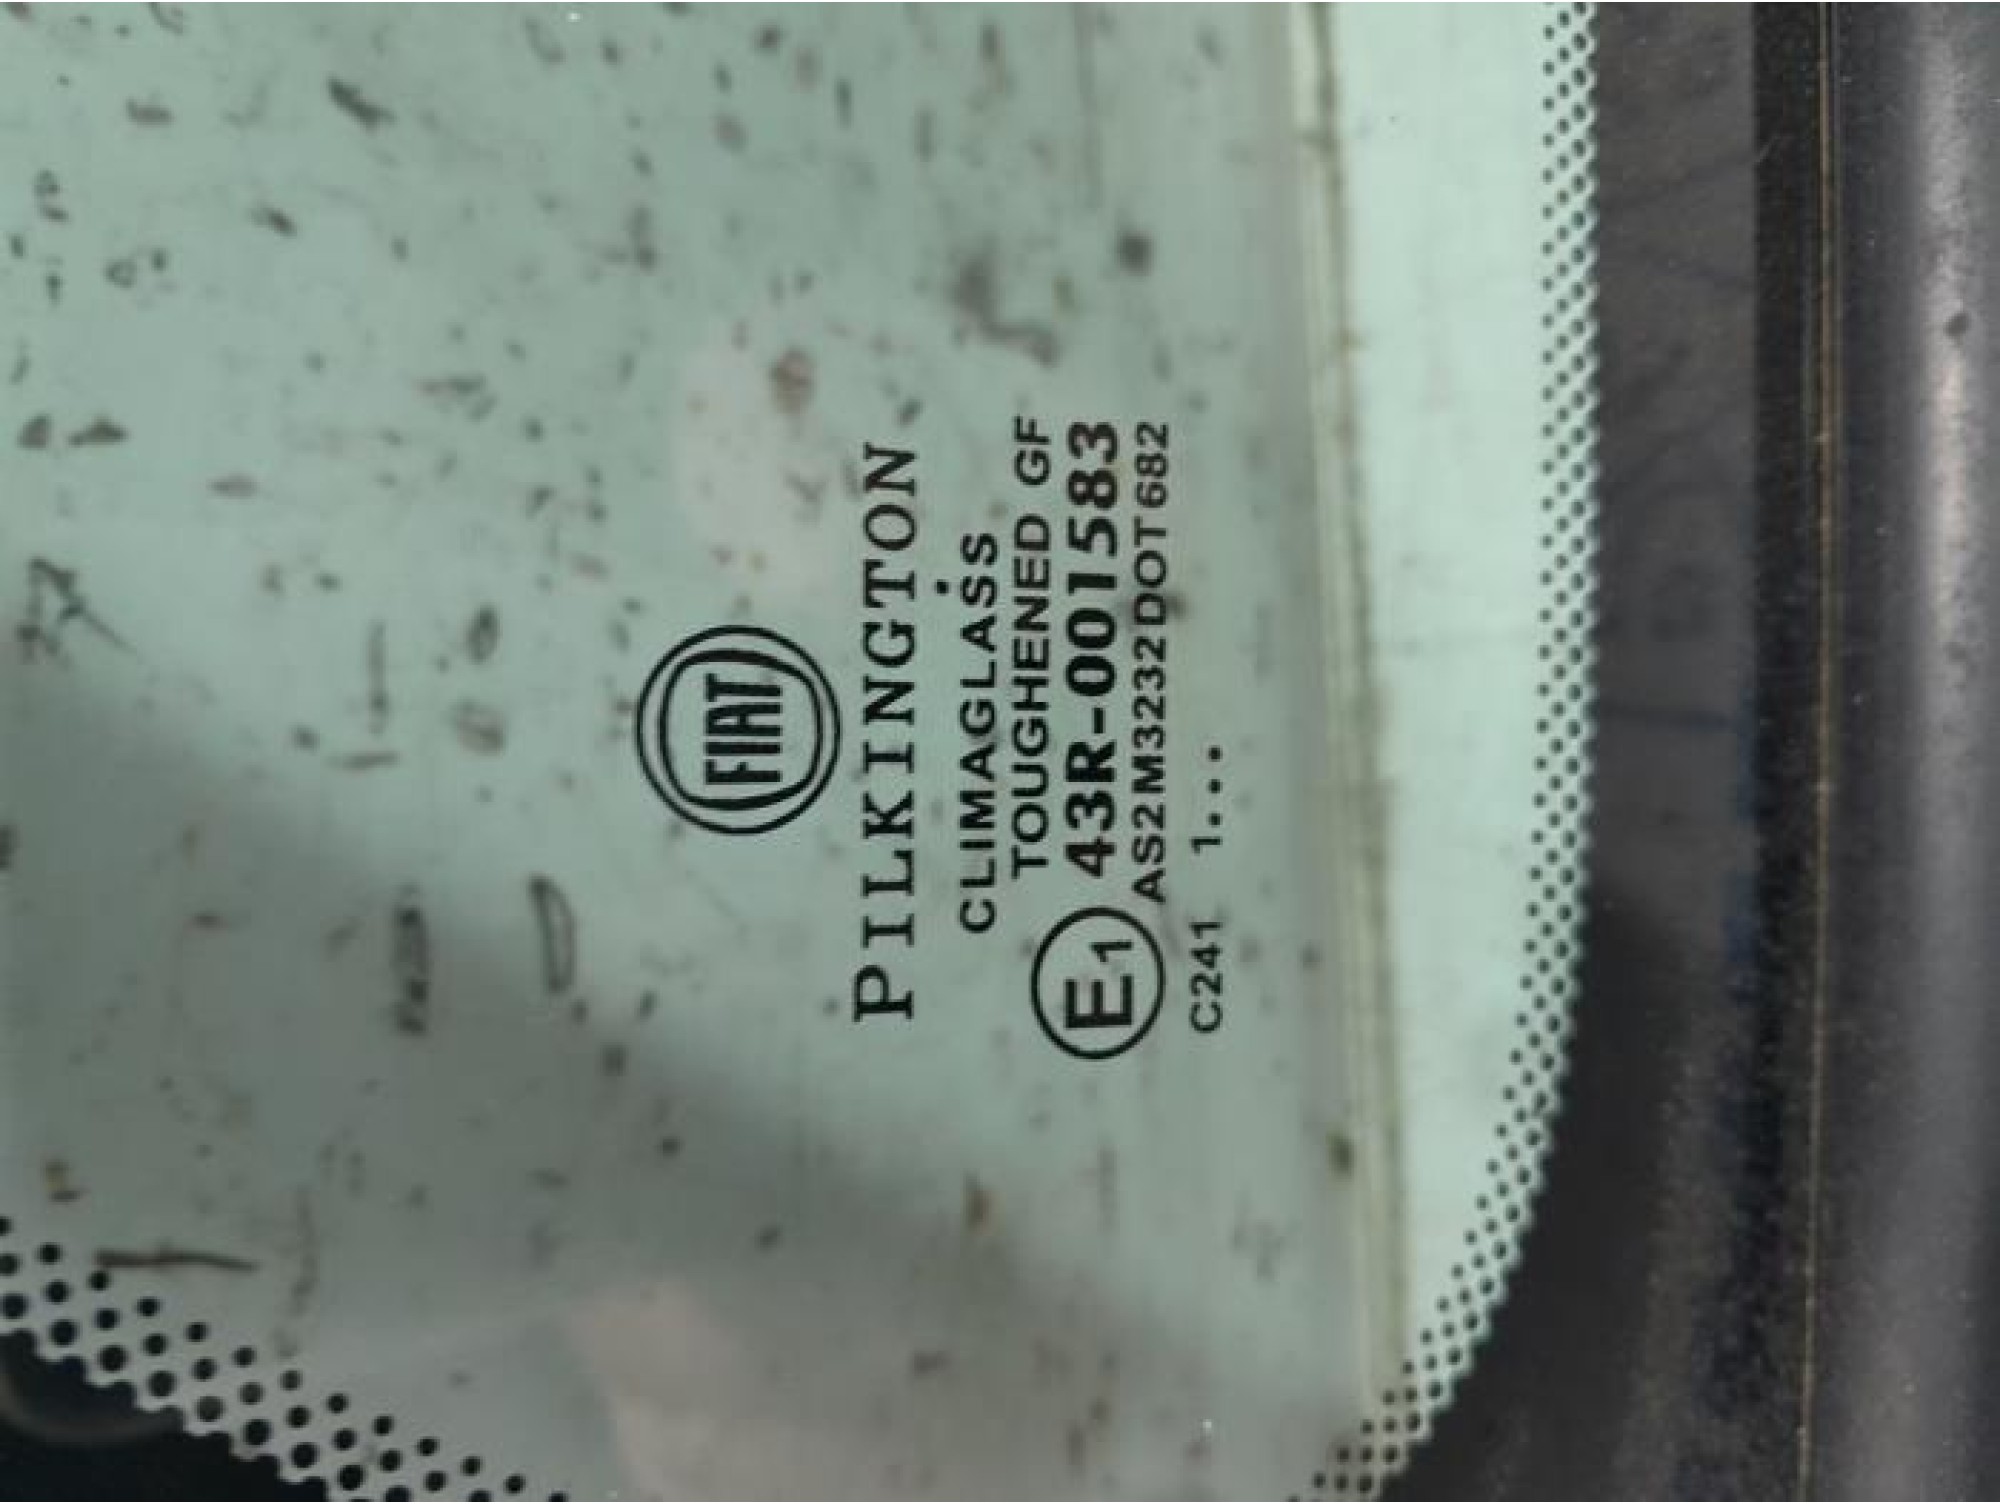 FIAT
PILKINGTON
CLIMAGLASS
TOUGHENED GF
E1 43R-001583
AS2M3232DOT682
C241 1...